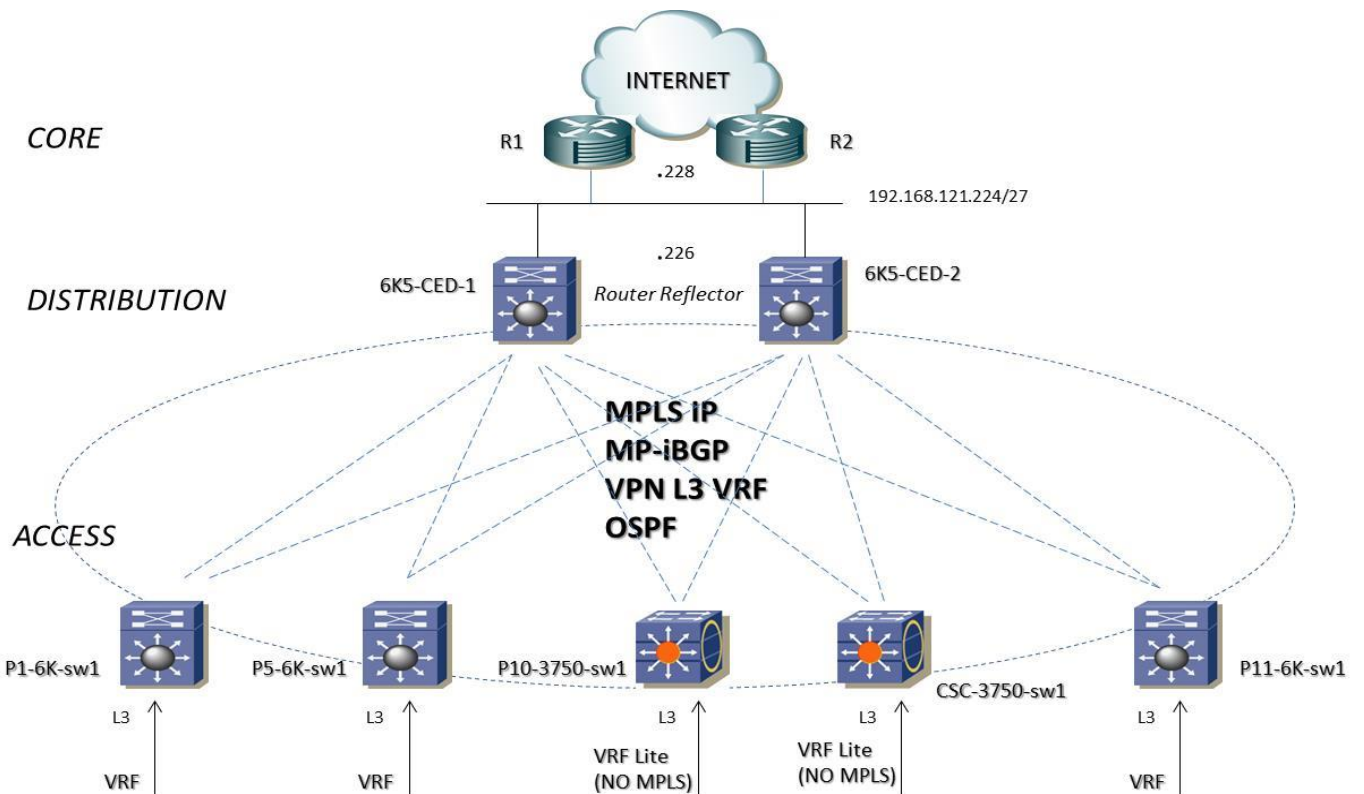 INTERNET
CORE
R1
R2
.228
192.168.121.224/27
.226
6K5-CED-1
6K5-CED-2
DISTRIBUTION
Router Reflector
MPLS iP
MP-iBGP
VPN L3 VRF
OSPF
ACCESS
P1-6K-sw1
P5-6K-sw1
P10-3750-sw1
CSC-3750-sw1
P11-6K-sw1
L3
L3
L3
L3
L3
VRF
VRF
VRF Lite
(NO MPLS)
VRF Lite
(NO MPLS)
VRF